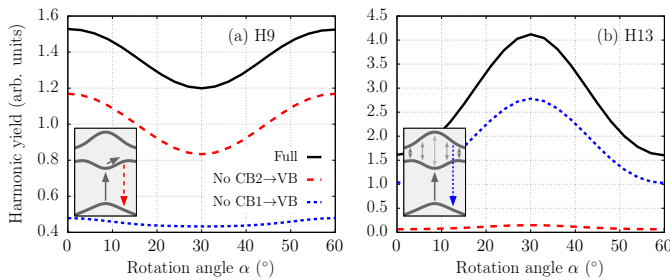 (a) H9
Harmonic yield (arb. units)
1.6
1.4
1.2
1.0
0.8
0.6
0.4
0 10 20 30 40 50 60
Rotation angle α (°)
Full
No CB2→VB
No CB1→VB
(b) H13
4.5
4.0
3.5
3.0
2.5
2.0
1.5
1.0
0.5
0.0
0 10 20 30 40 50 60
Rotation angle α (°)